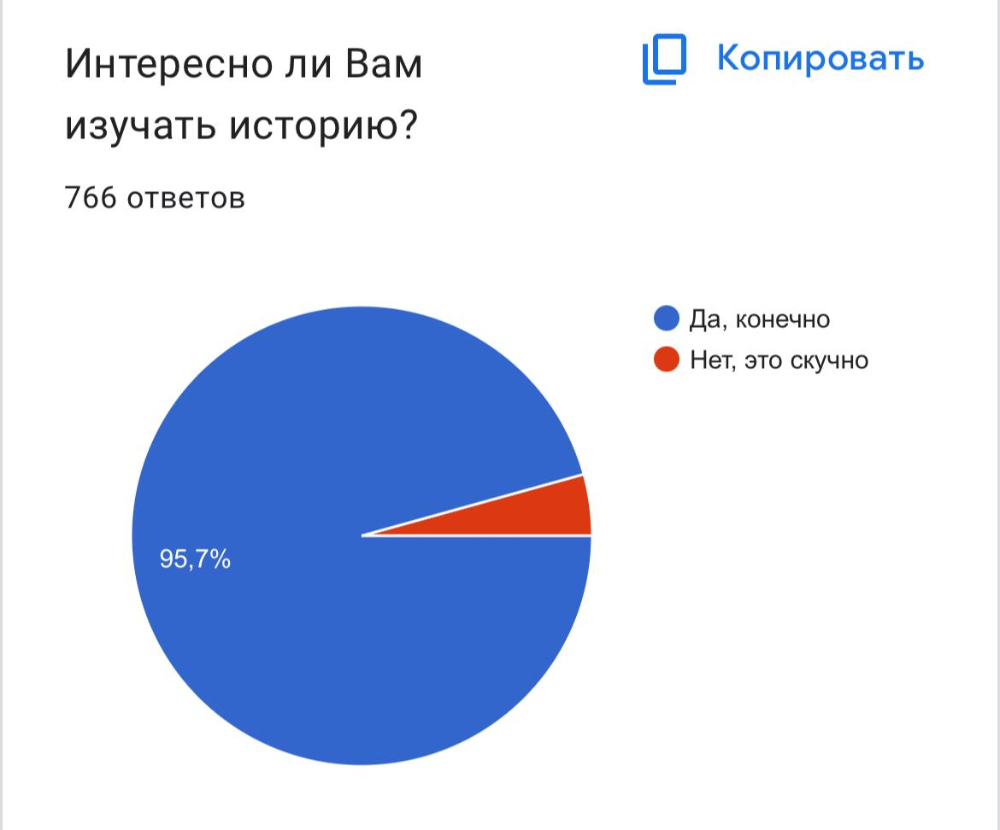 Интересно ли Вам
изучать историю?
Копировать
766 ответов
Да, конечно
Нет, это скучно
95,7%